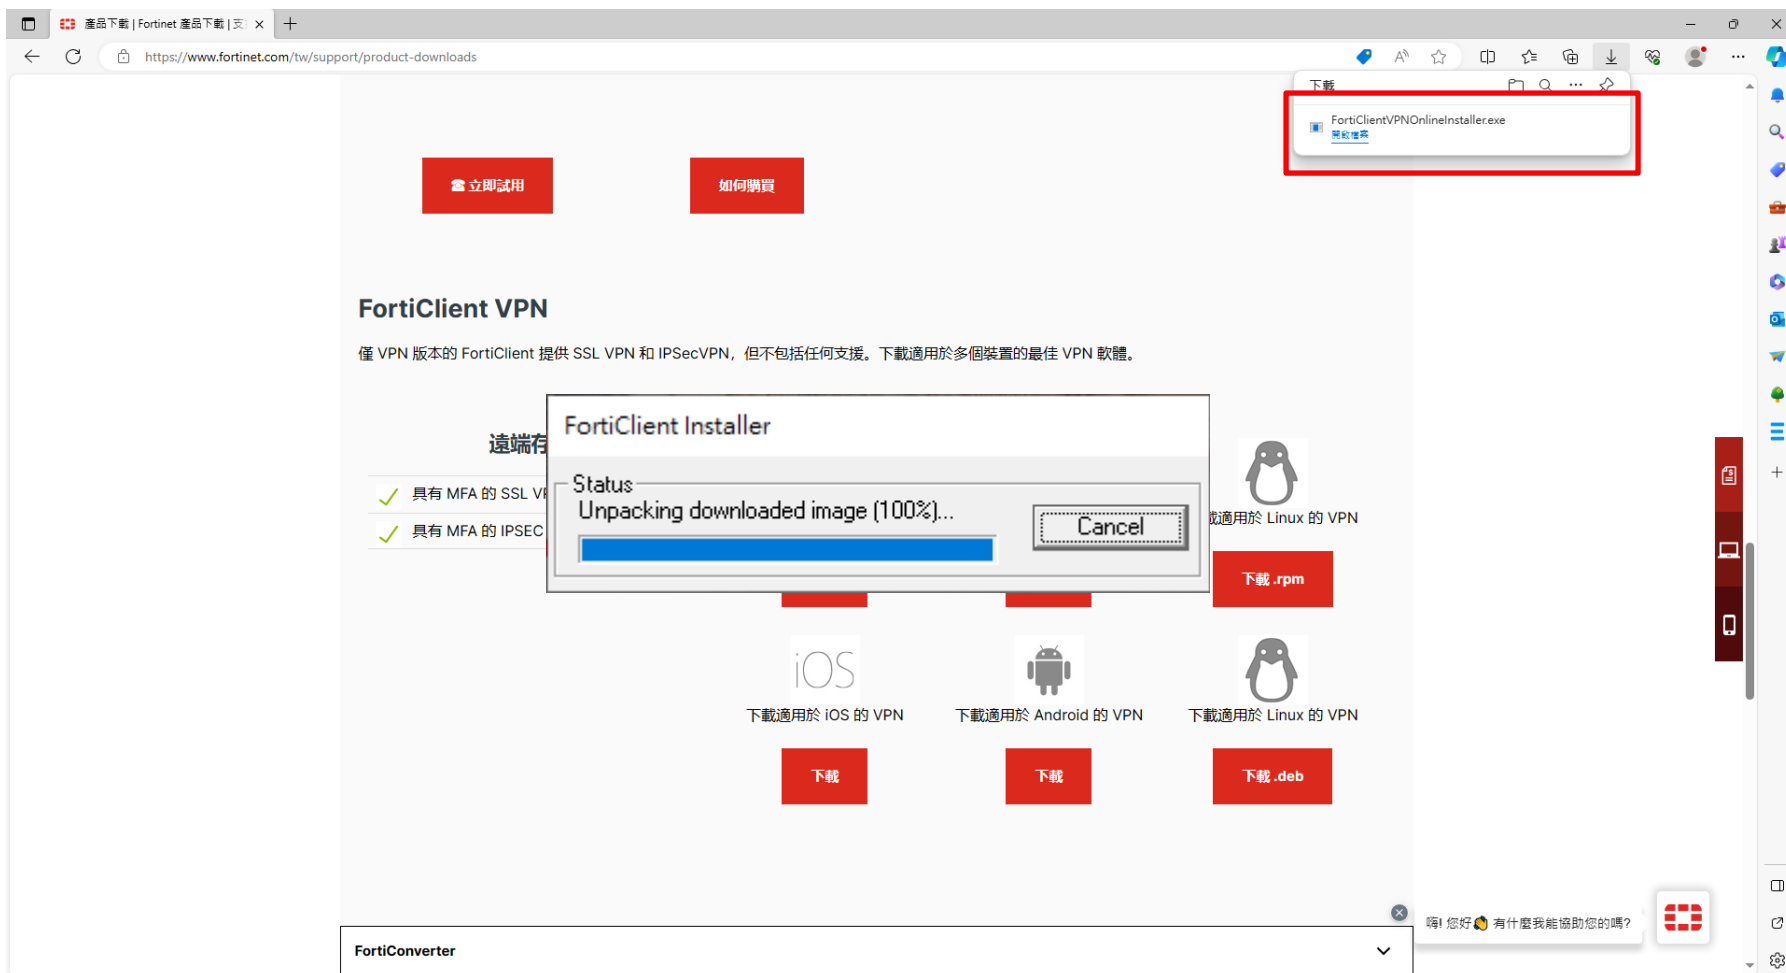 產品下載 | Fortinet 產品下載 | 支
https://www.fortinet.com/tw/support/product-downloads
下載
FortiClientVPNOnlineInstaller.exe
開啟檔案
立即試用
如何購買
FortiClient VPN
僅 VPN 版本的 FortiClient 提供 SSL VPN 和 IPSecVPN，但不包括任何支援。下載適用於多個裝置的最佳 VPN 軟體。
遠端存
具有 MFA 的 SSL VP
具有 MFA 的 IPSEC
FortiClient Installer
Status
Unpacking downloaded image (100%)...
Cancel
適用於 Linux 的 VPN
下載 .rpm
iOS
下載適用於 iOS 的 VPN
下載適用於 Android 的 VPN
下載適用於 Linux 的 VPN
下載
下載
下載 .deb
嗨! 您好 有什麼我能協助您的嗎?
FortiConverter